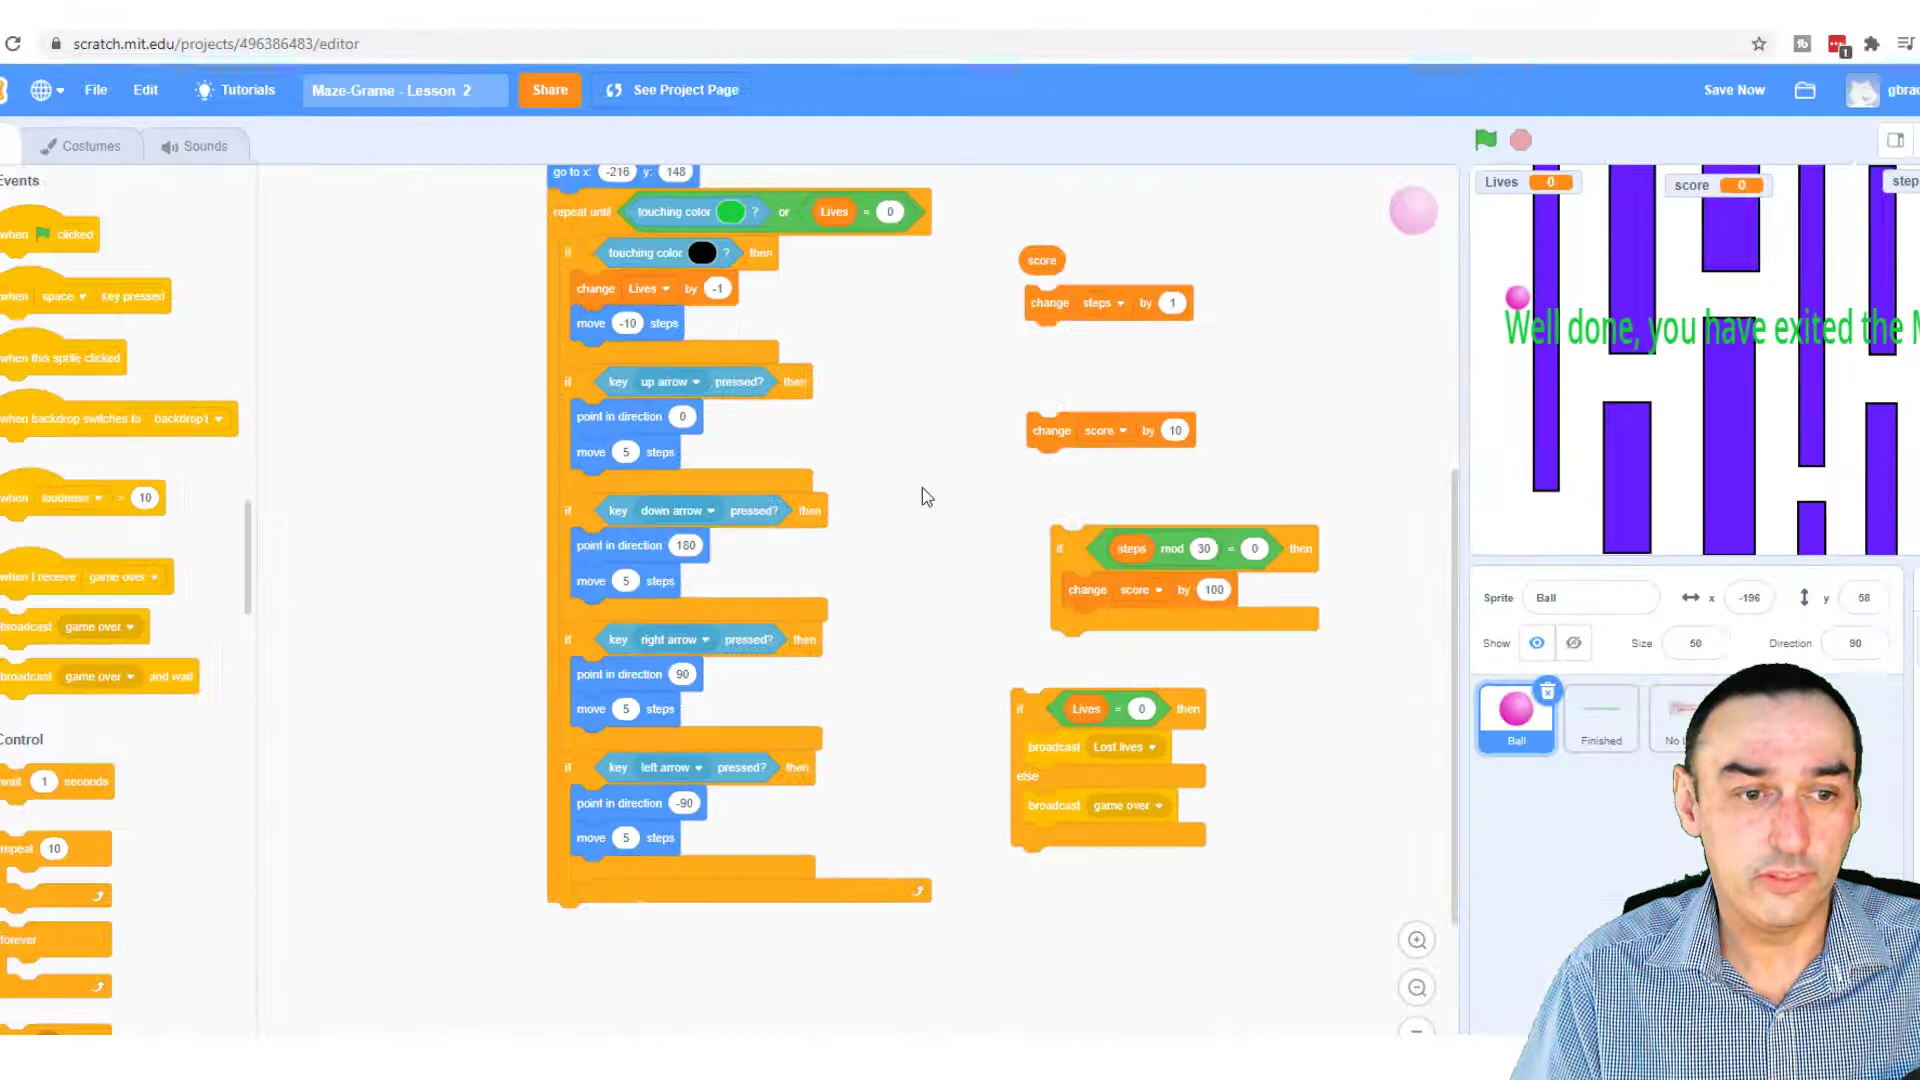 scratch.mit.edu/projects/496386483/editor
File Edit Tutorials Maze-Grame - Lesson 2 Share See Project Page Save Now gbrac
Costumes Sounds
Events
when clicked
when space key pressed
when this sprite clicked
when backdrop switches to backdrop1
when loudness > 10
when I receive game over
broadcast game over
broadcast game over and wait
Control
wait 1 seconds
repeat 10
forever
go to x: -216 y: 148
repeat until touching color ? or Lives = 0
if touching color ? then
change Lives by -1
move -10 steps
if key up arrow pressed? then
point in direction 0
move 5 steps
if key down arrow pressed? then
point in direction 180
move 5 steps
if key right arrow pressed? then
point in direction 90
move 5 steps
if key left arrow pressed? then
point in direction -90
move 5 steps
score
change steps by 1
change score by 10
if steps mod 30 = 0 then
change score by 100
if Lives = 0 then
broadcast Lost lives
else
broadcast game over
Lives 0 score 0 step
Well done, you have exited the M
Sprite Ball x -196 y 58
Show Size 50 Direction 90
Ball Finished No